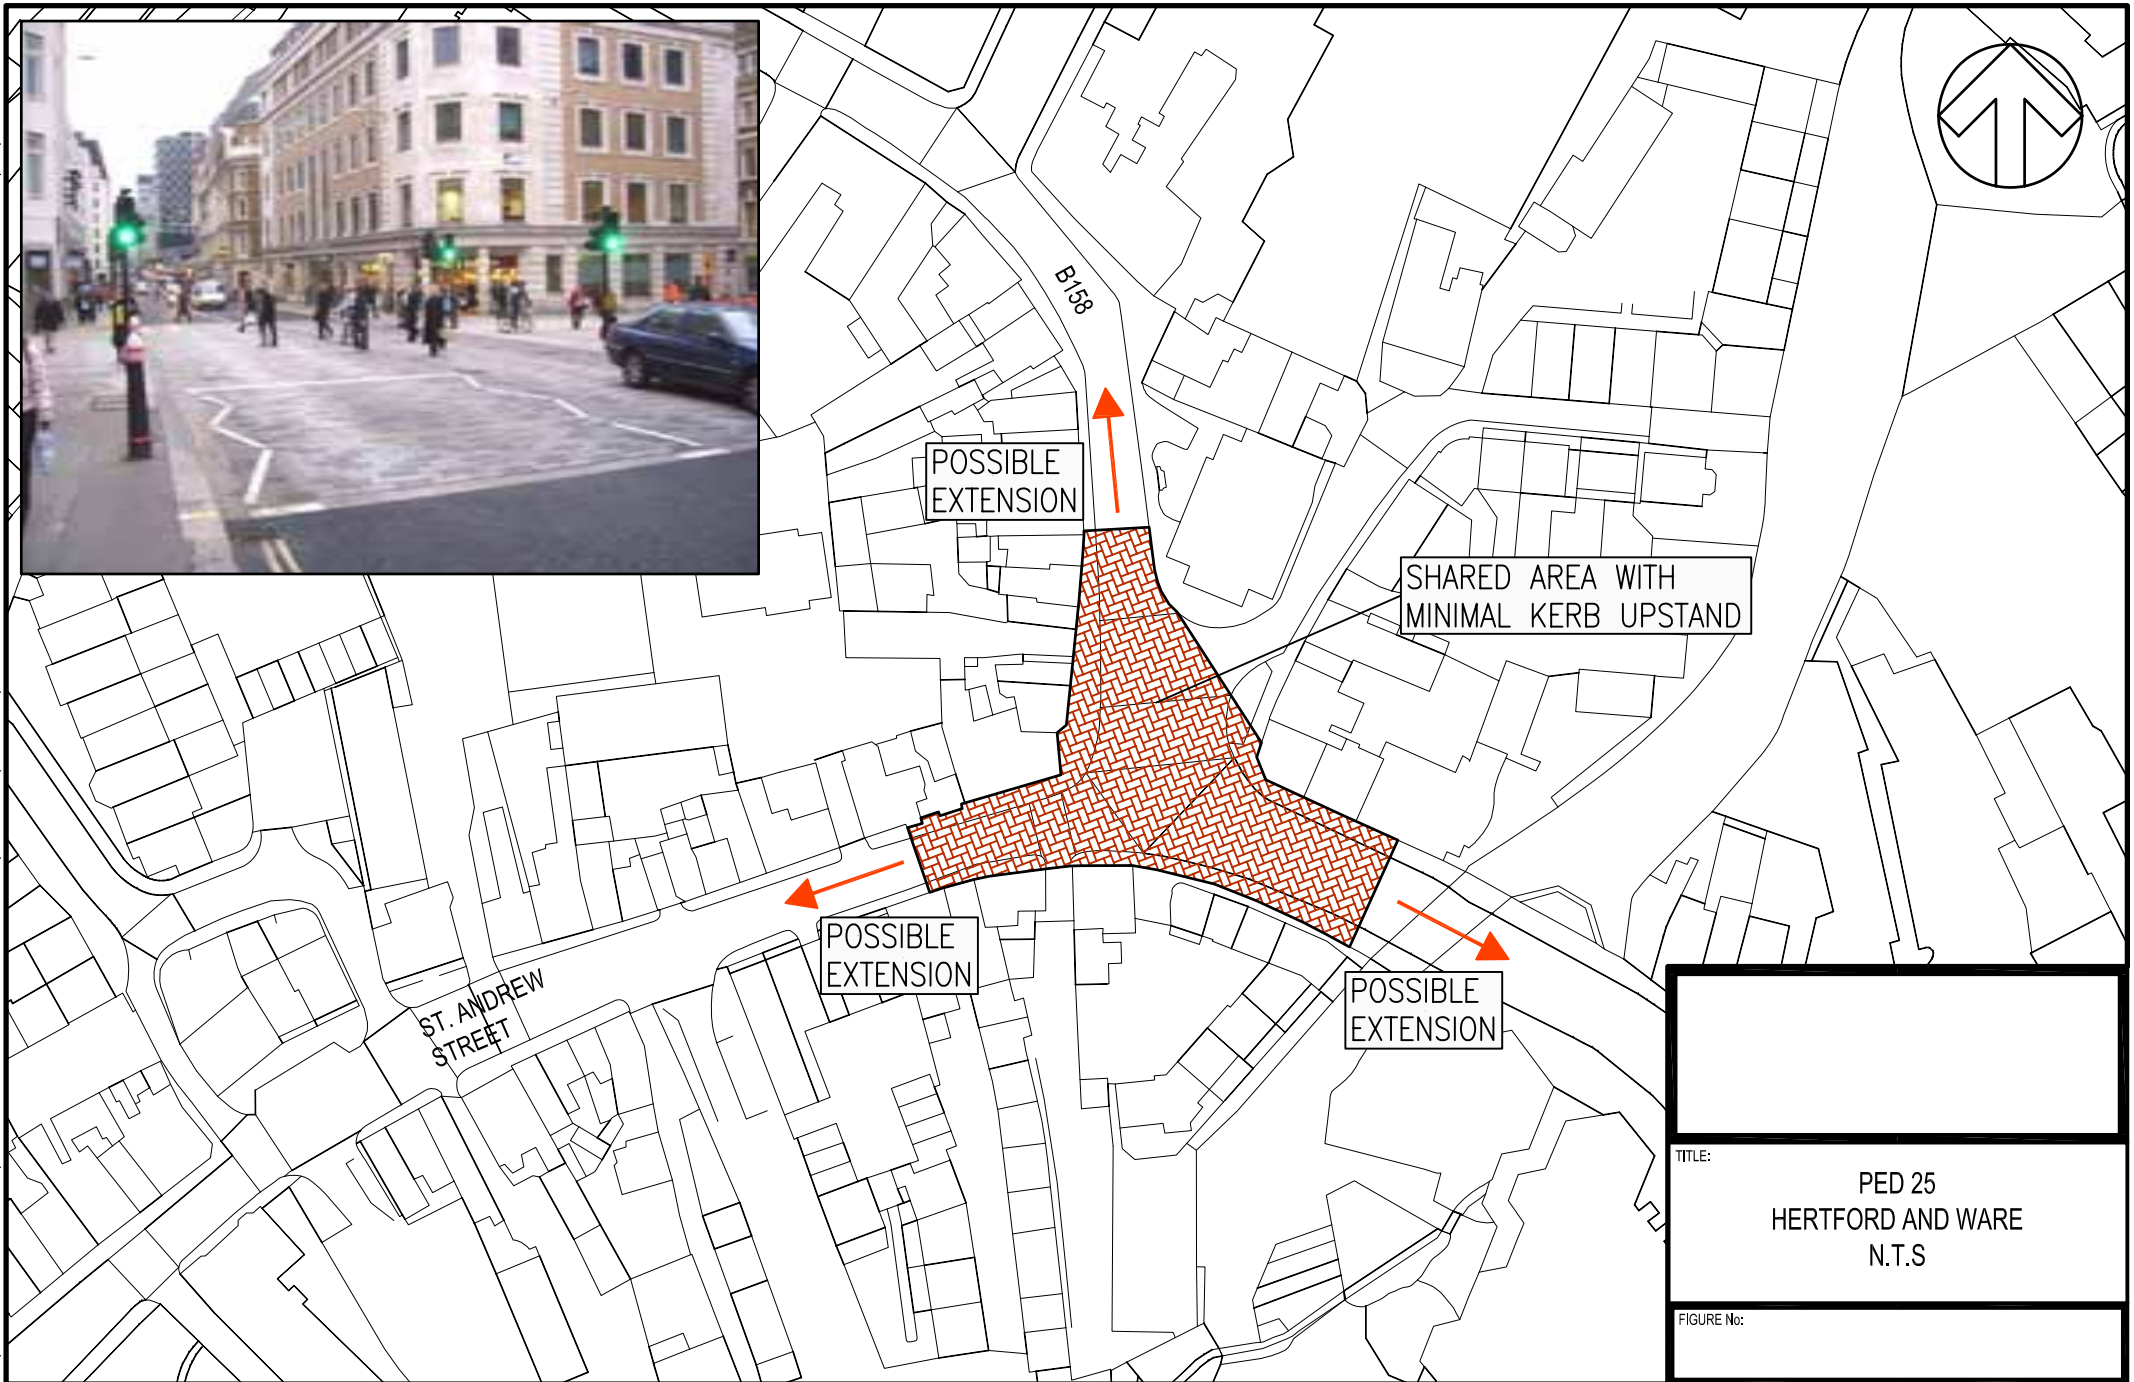 B158
POSSIBLE
EXTENSION
SHARED AREA WITH
MINIMAL KERB UPSTAND
POSSIBLE
EXTENSION
ST. ANDREW
STREET
POSSIBLE
EXTENSION
TITLE:
PED 25
HERTFORD AND WARE
N.T.S
FIGURE No: